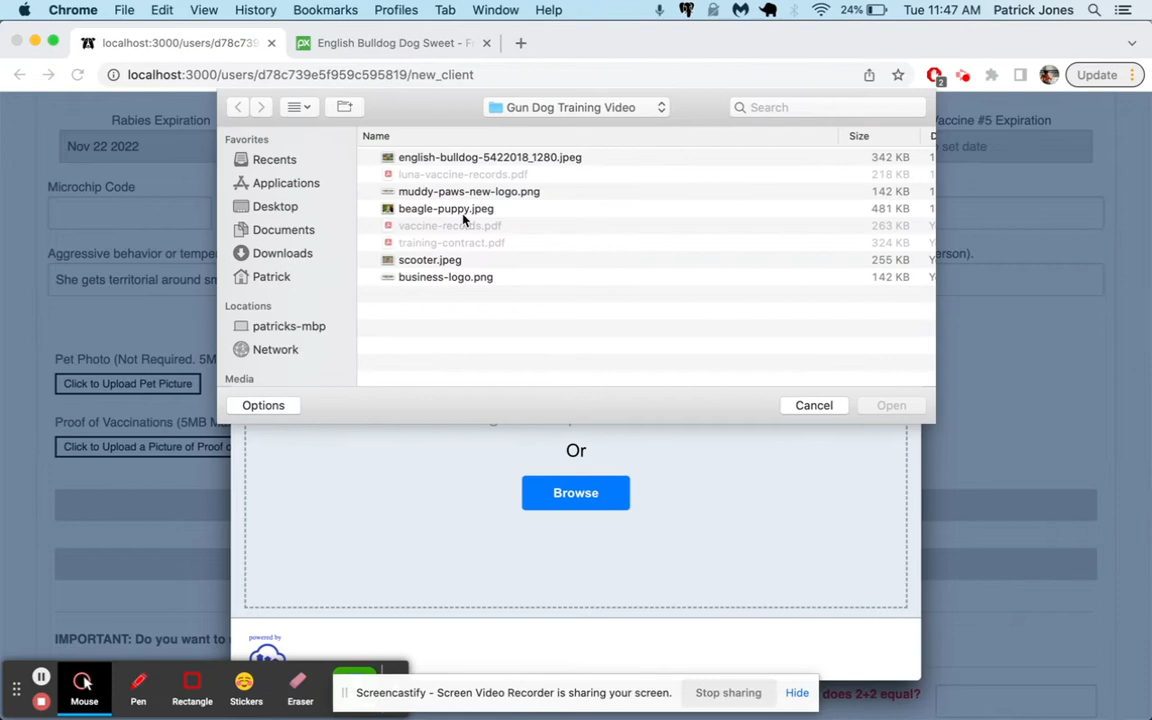 Chrome File Edit View History Bookmarks Profiles Tab Window Help 24% Tue 11:47 AM Patrick Jones
localhost:3000/users/d78c739 English Bulldog Dog Sweet - F
localhost:3000/users/d78c739e5f959c595819/new_client 2 Update
Gun Dog Training Video Search
Rabies Expiration
Vaccine #5 Expiration
Nov 22 2022
set date
Microchip Code
Aggressive behavior or temper
erson).
She gets territorial around sm
Pet Photo (Not Required. 5M
Click to Upload Pet Picture
Proof of Vaccinations (5MB M
Click to Upload a Picture of Proof o
Favorites
Recents
Applications
Desktop
Documents
Downloads
Patrick
Locations
patricks-mbp
Network
Media
Name Size D
english-bulldog-5422018_1280.jpeg 342 KB 1
luna-vaccine-records.pdf 218 KB 1
muddy-paws-new-logo.png 142 KB 1
beagle-puppy.jpeg 481 KB 1
vaccine-records.pdf 263 KB Y
training-contract.pdf 324 KB Y
scooter.jpeg 255 KB Y
business-logo.png 142 KB Y
Options Cancel Open
Or
Browse
IMPORTANT: Do you want to
powered by
does 2+2 equal?
Mouse Pen Rectangle Stickers Eraser
Screencastify - Screen Video Recorder is sharing your screen. Stop sharing Hide